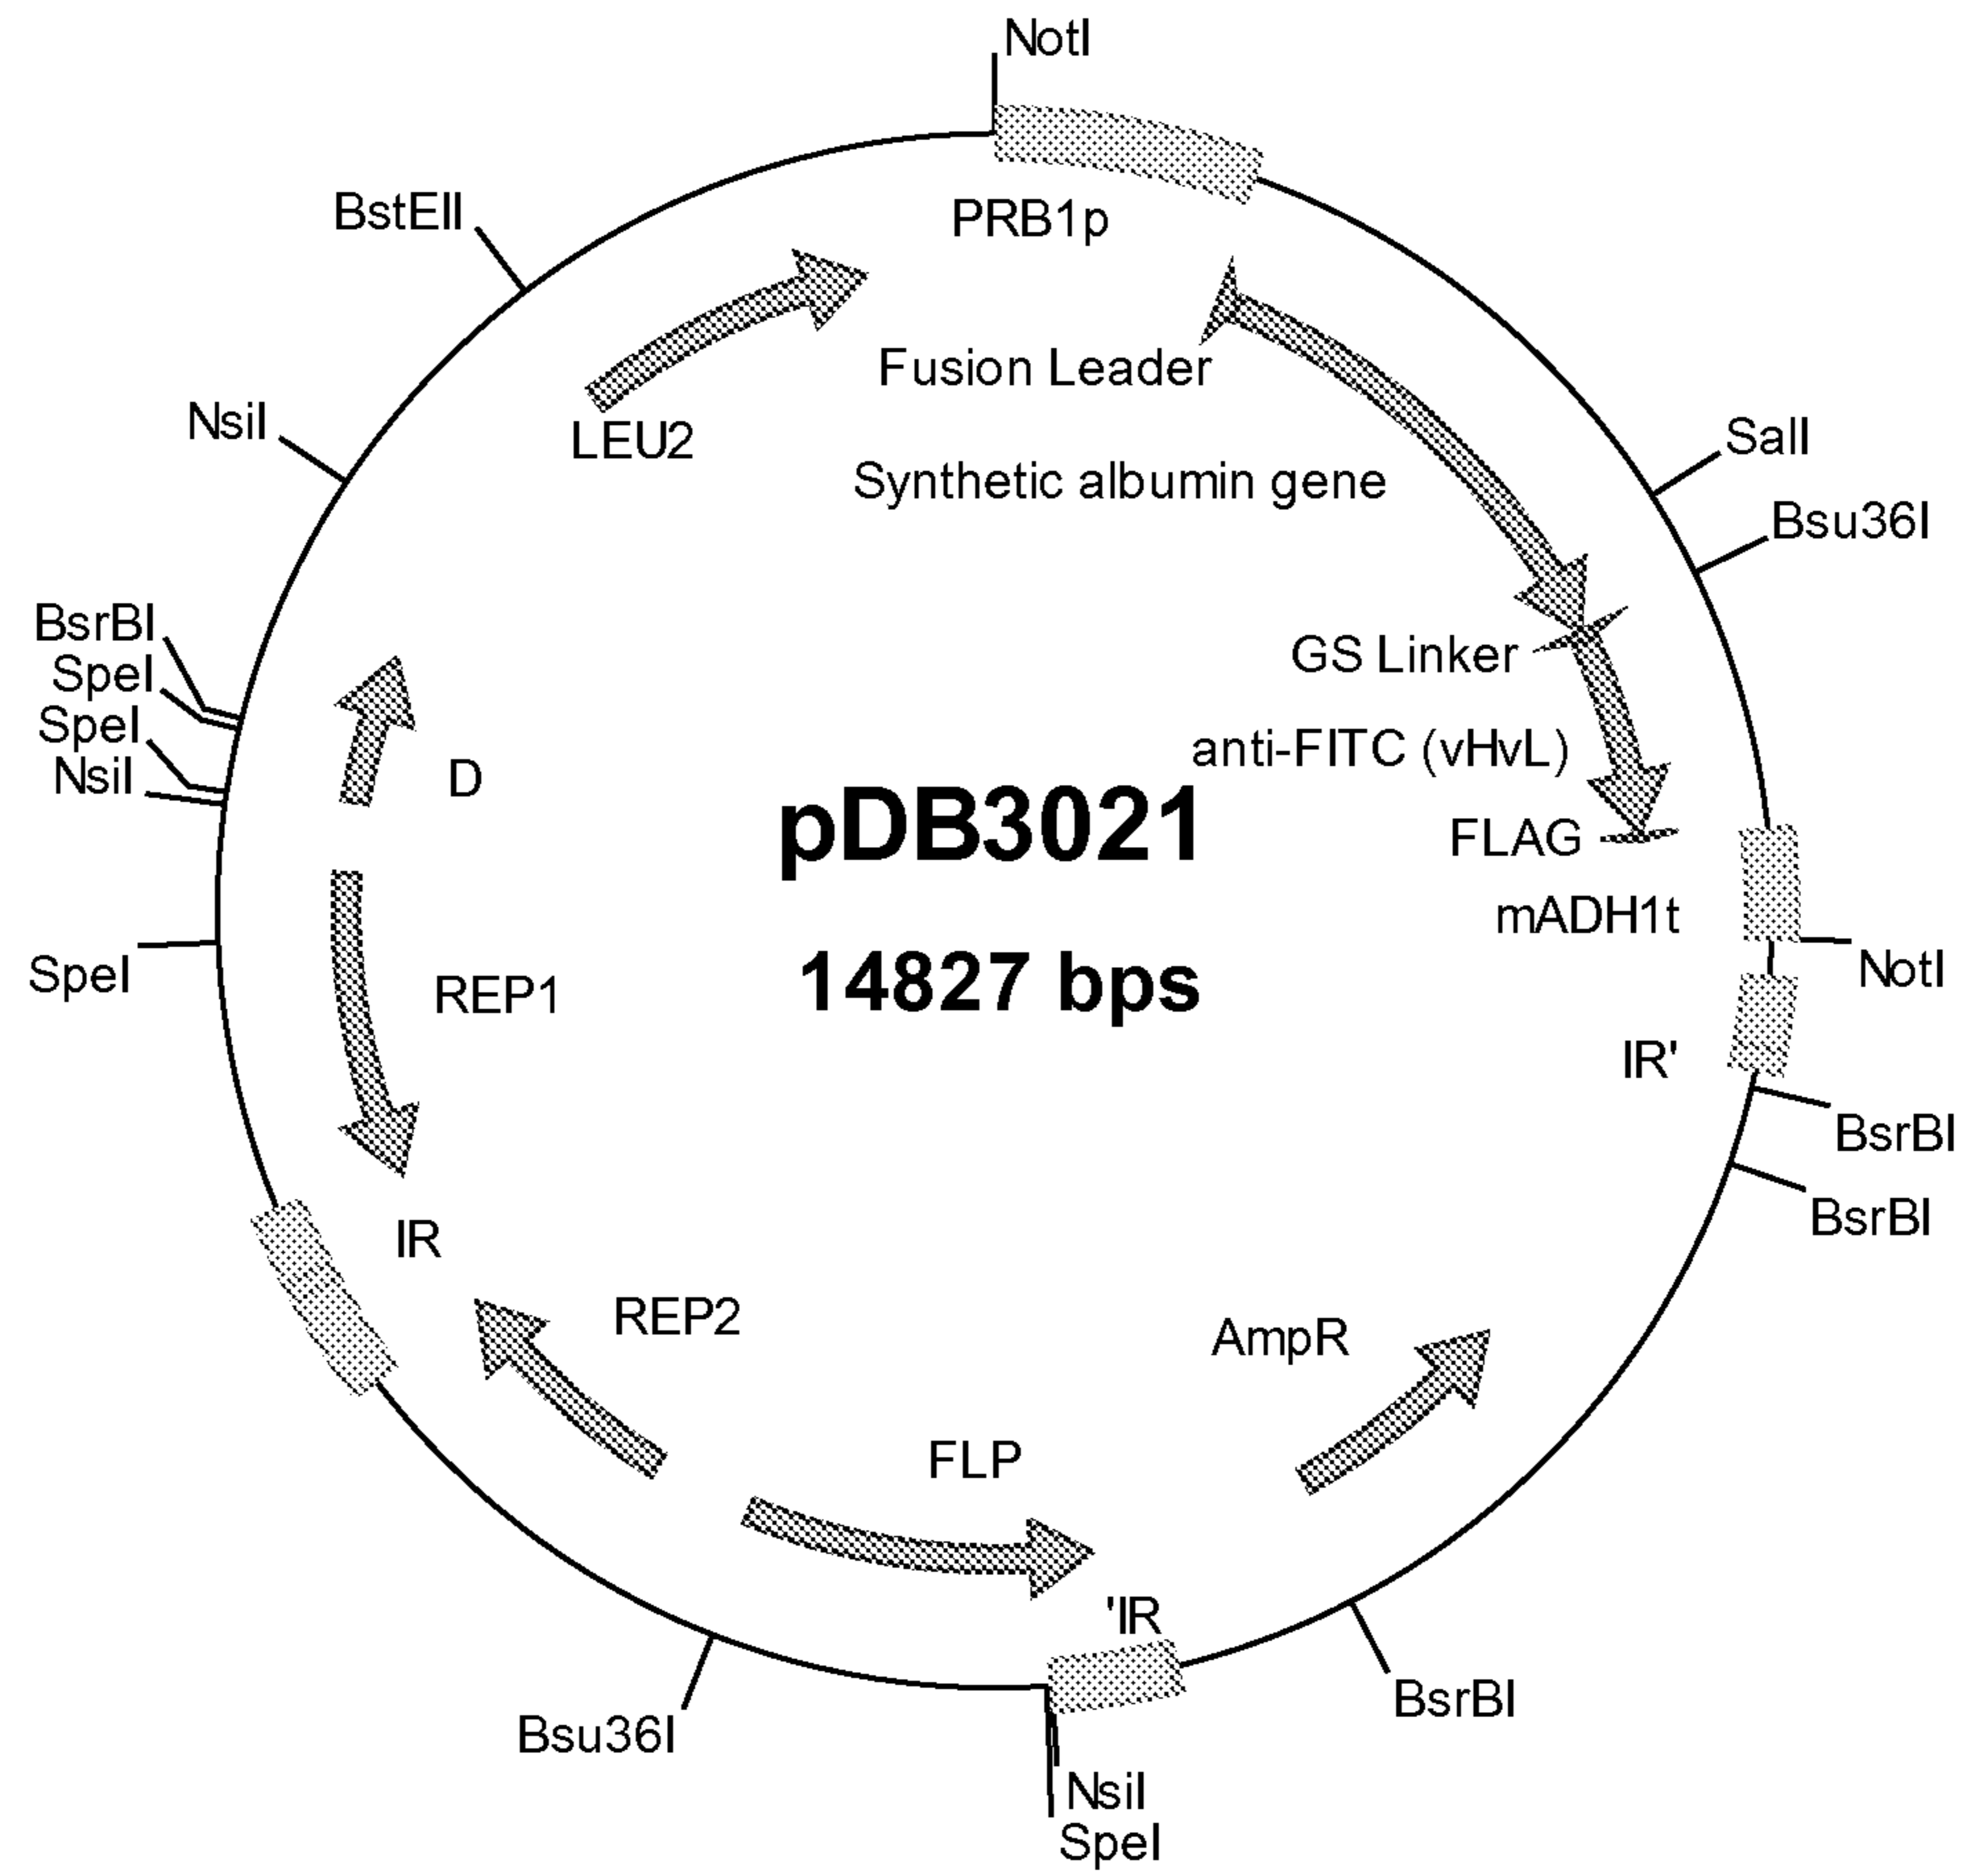 NotI
BstEII
PRB1p
Fusion Leader
LEU2
NsiI
SalI
Synthetic albumin gene
Bsu36I
BsrBI
SpeI
SpeI
NsiI
GS Linker
anti-FITC (vHvL)
D
pDB3021
FLAG
mADH1t
14827 bps
NotI
SpeI
REP1
IR'
BsrBI
BsrBI
IR
REP2
AmpR
FLP
'IR
BsrBI
Bsu36I
NsiI
SpeI